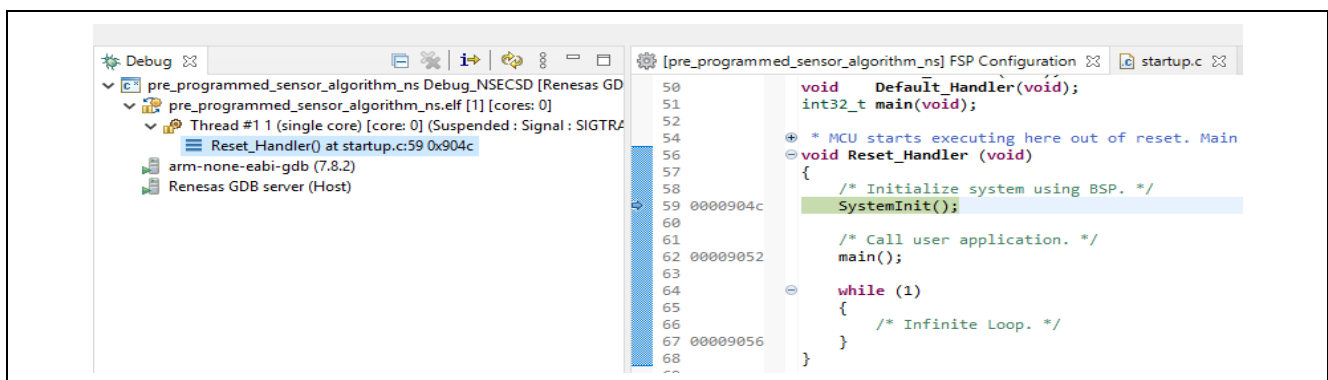 Debug
pre_programmed_sensor_algorithm_ns Debug_NSECSD [Renesas GD
pre_programmed_sensor_algorithm_ns.elf [1] [cores: 0]
Thread #1 1 (single core) [core: 0] (Suspended : Signal : SIGTRA
Reset_Handler() at startup.c:59 0x904c
arm-none-eabi-gdb (7.8.2)
Renesas GDB server (Host)
[pre_programmed_sensor_algorithm_ns] FSP Configuration
startup.c
50 void Default_Handler(void);
51 int32_t main(void);
52
54 * MCU starts executing here out of reset. Main
56 void Reset_Handler (void)
57 {
58 /* Initialize system using BSP. */
59 0000904c SystemInit();
60
61 /* Call user application. */
62 00009052 main();
63
64 while (1)
65 {
66 /* Infinite Loop. */
67 00009056 }
68 }